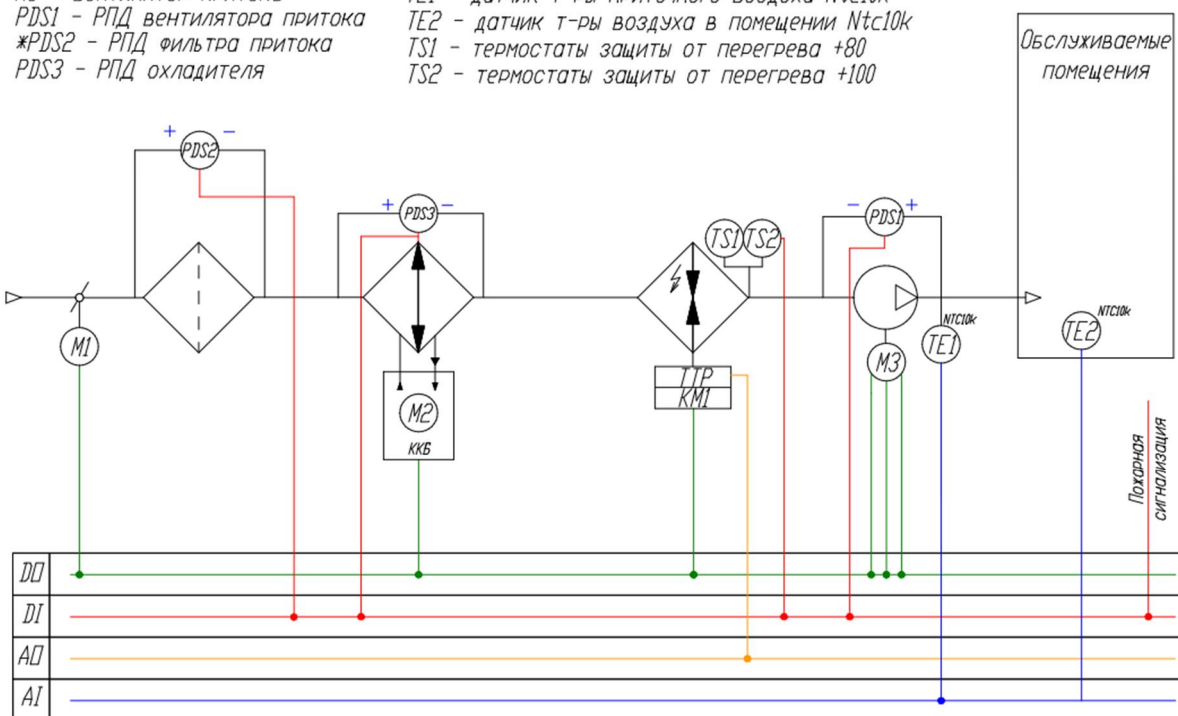 PDS1 - РПД вентилятора притока
*PDS2 - РПД фильтра притока
PDS3 - РПД охладителя
TE2 - датчик т-ры воздуха в помещении Ntc10k
TS1 - термостаты защиты от перегрева +80
TS2 - термостаты защиты от перегрева +100
Обслуживаемые
помещения
+ PDS2 -
+ PDS3 -
TS1 TS2
- PDS1 +
M1
M2
ККБ
ТТР
KM1
M3
NTC10k
TE1
NTC10k
TE2
Пожарная
сигнализация
DO
DI
AO
AI